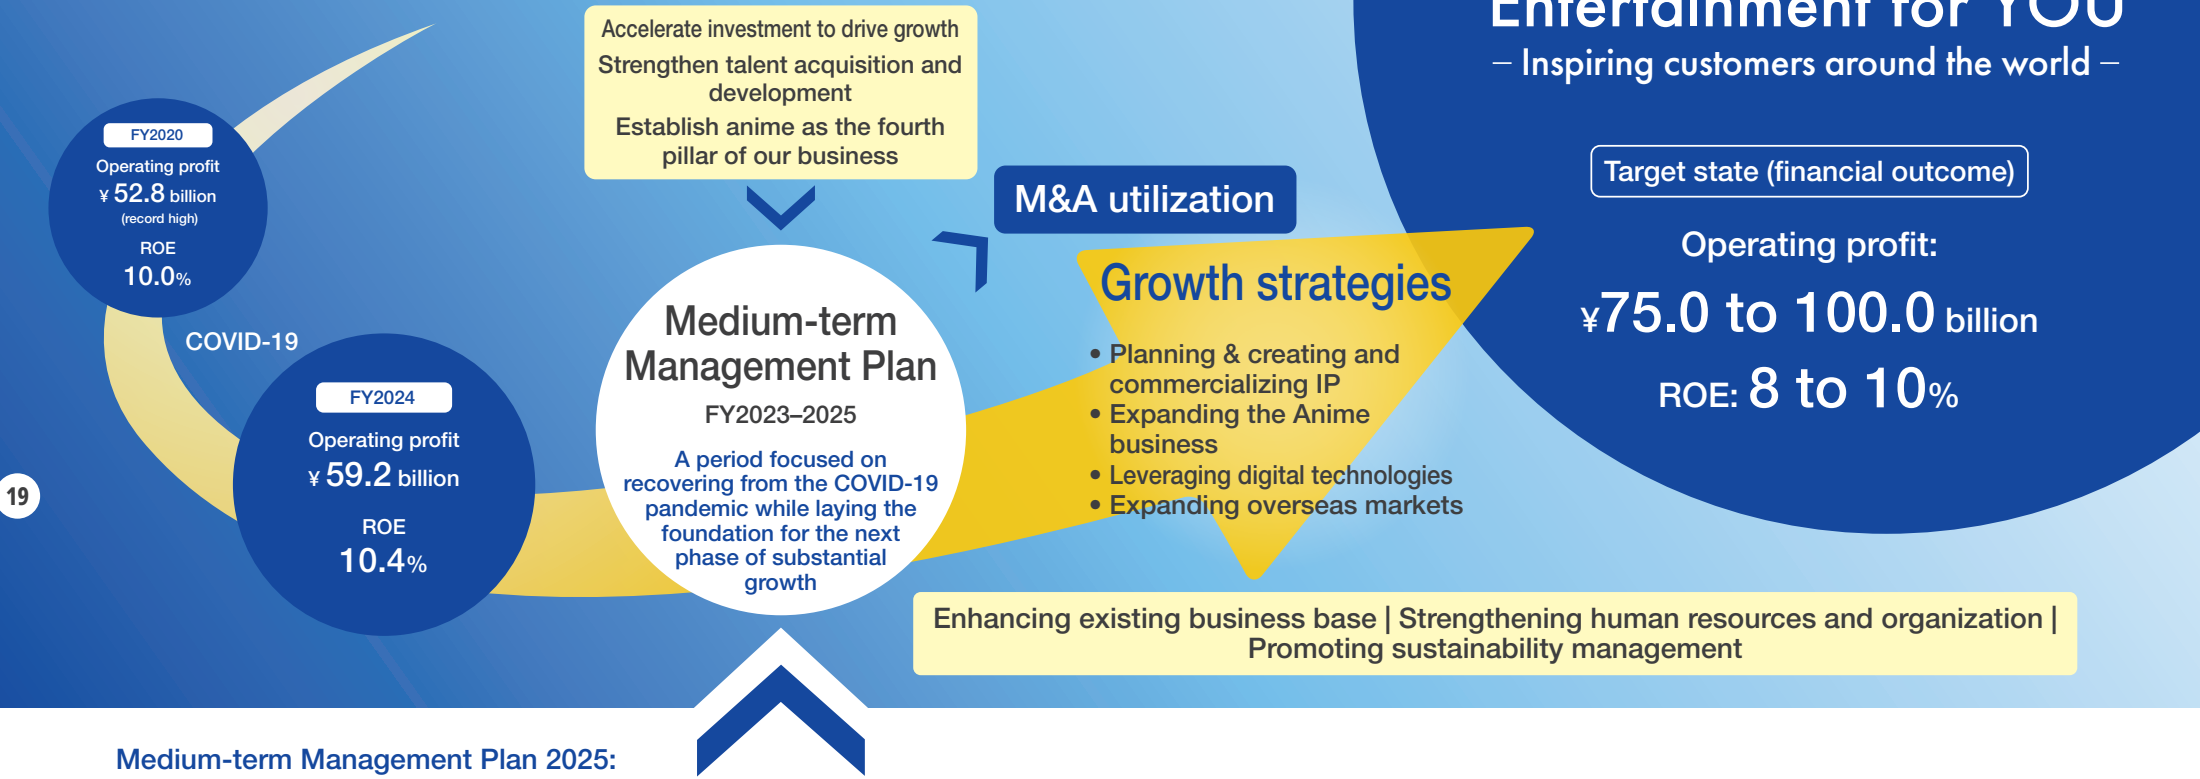 Accelerate investment to drive growth
Strengthen talent acquisition and
development
Establish anime as the fourth
pillar of our business
Entertainment for YOU
– Inspiring customers around the world –
FY2020
Operating profit
¥ 52.8 billion
(record high)
ROE
10.0%
COVID-19
FY2024
Operating profit
¥ 59.2 billion
ROE
10.4%
19
Medium-term
Management Plan
FY2023–2025
A period focused on
recovering from the COVID-19
pandemic while laying the
foundation for the next
phase of substantial
growth
M&A utilization
Growth strategies
• Planning & creating and
commercializing IP
• Expanding the Anime
business
• Leveraging digital technologies
• Expanding overseas markets
Target state (financial outcome)
Operating profit:
¥75.0 to 100.0 billion
ROE: 8 to 10%
Enhancing existing business base | Strengthening human resources and organization |
Promoting sustainability management
Medium-term Management Plan 2025: